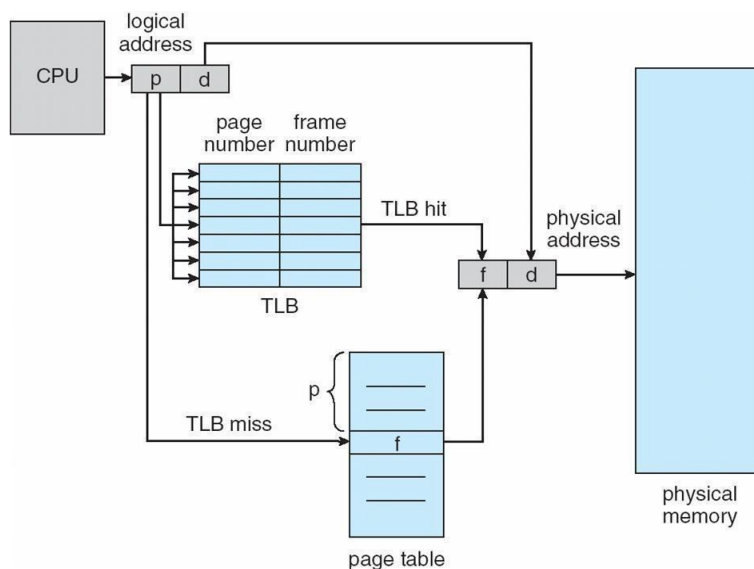 logical
address
CPU
p d
page
number
frame
number
TLB hit
physical
address
f d
TLB
p
TLB miss
f
page table
physical
memory